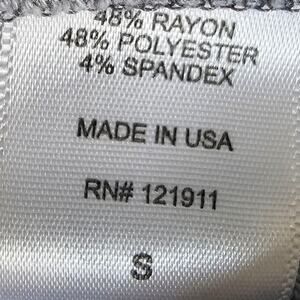 48% RAYON
48% POLYESTER
4% SPANDEX
MADE IN USA
RN# 121911
S